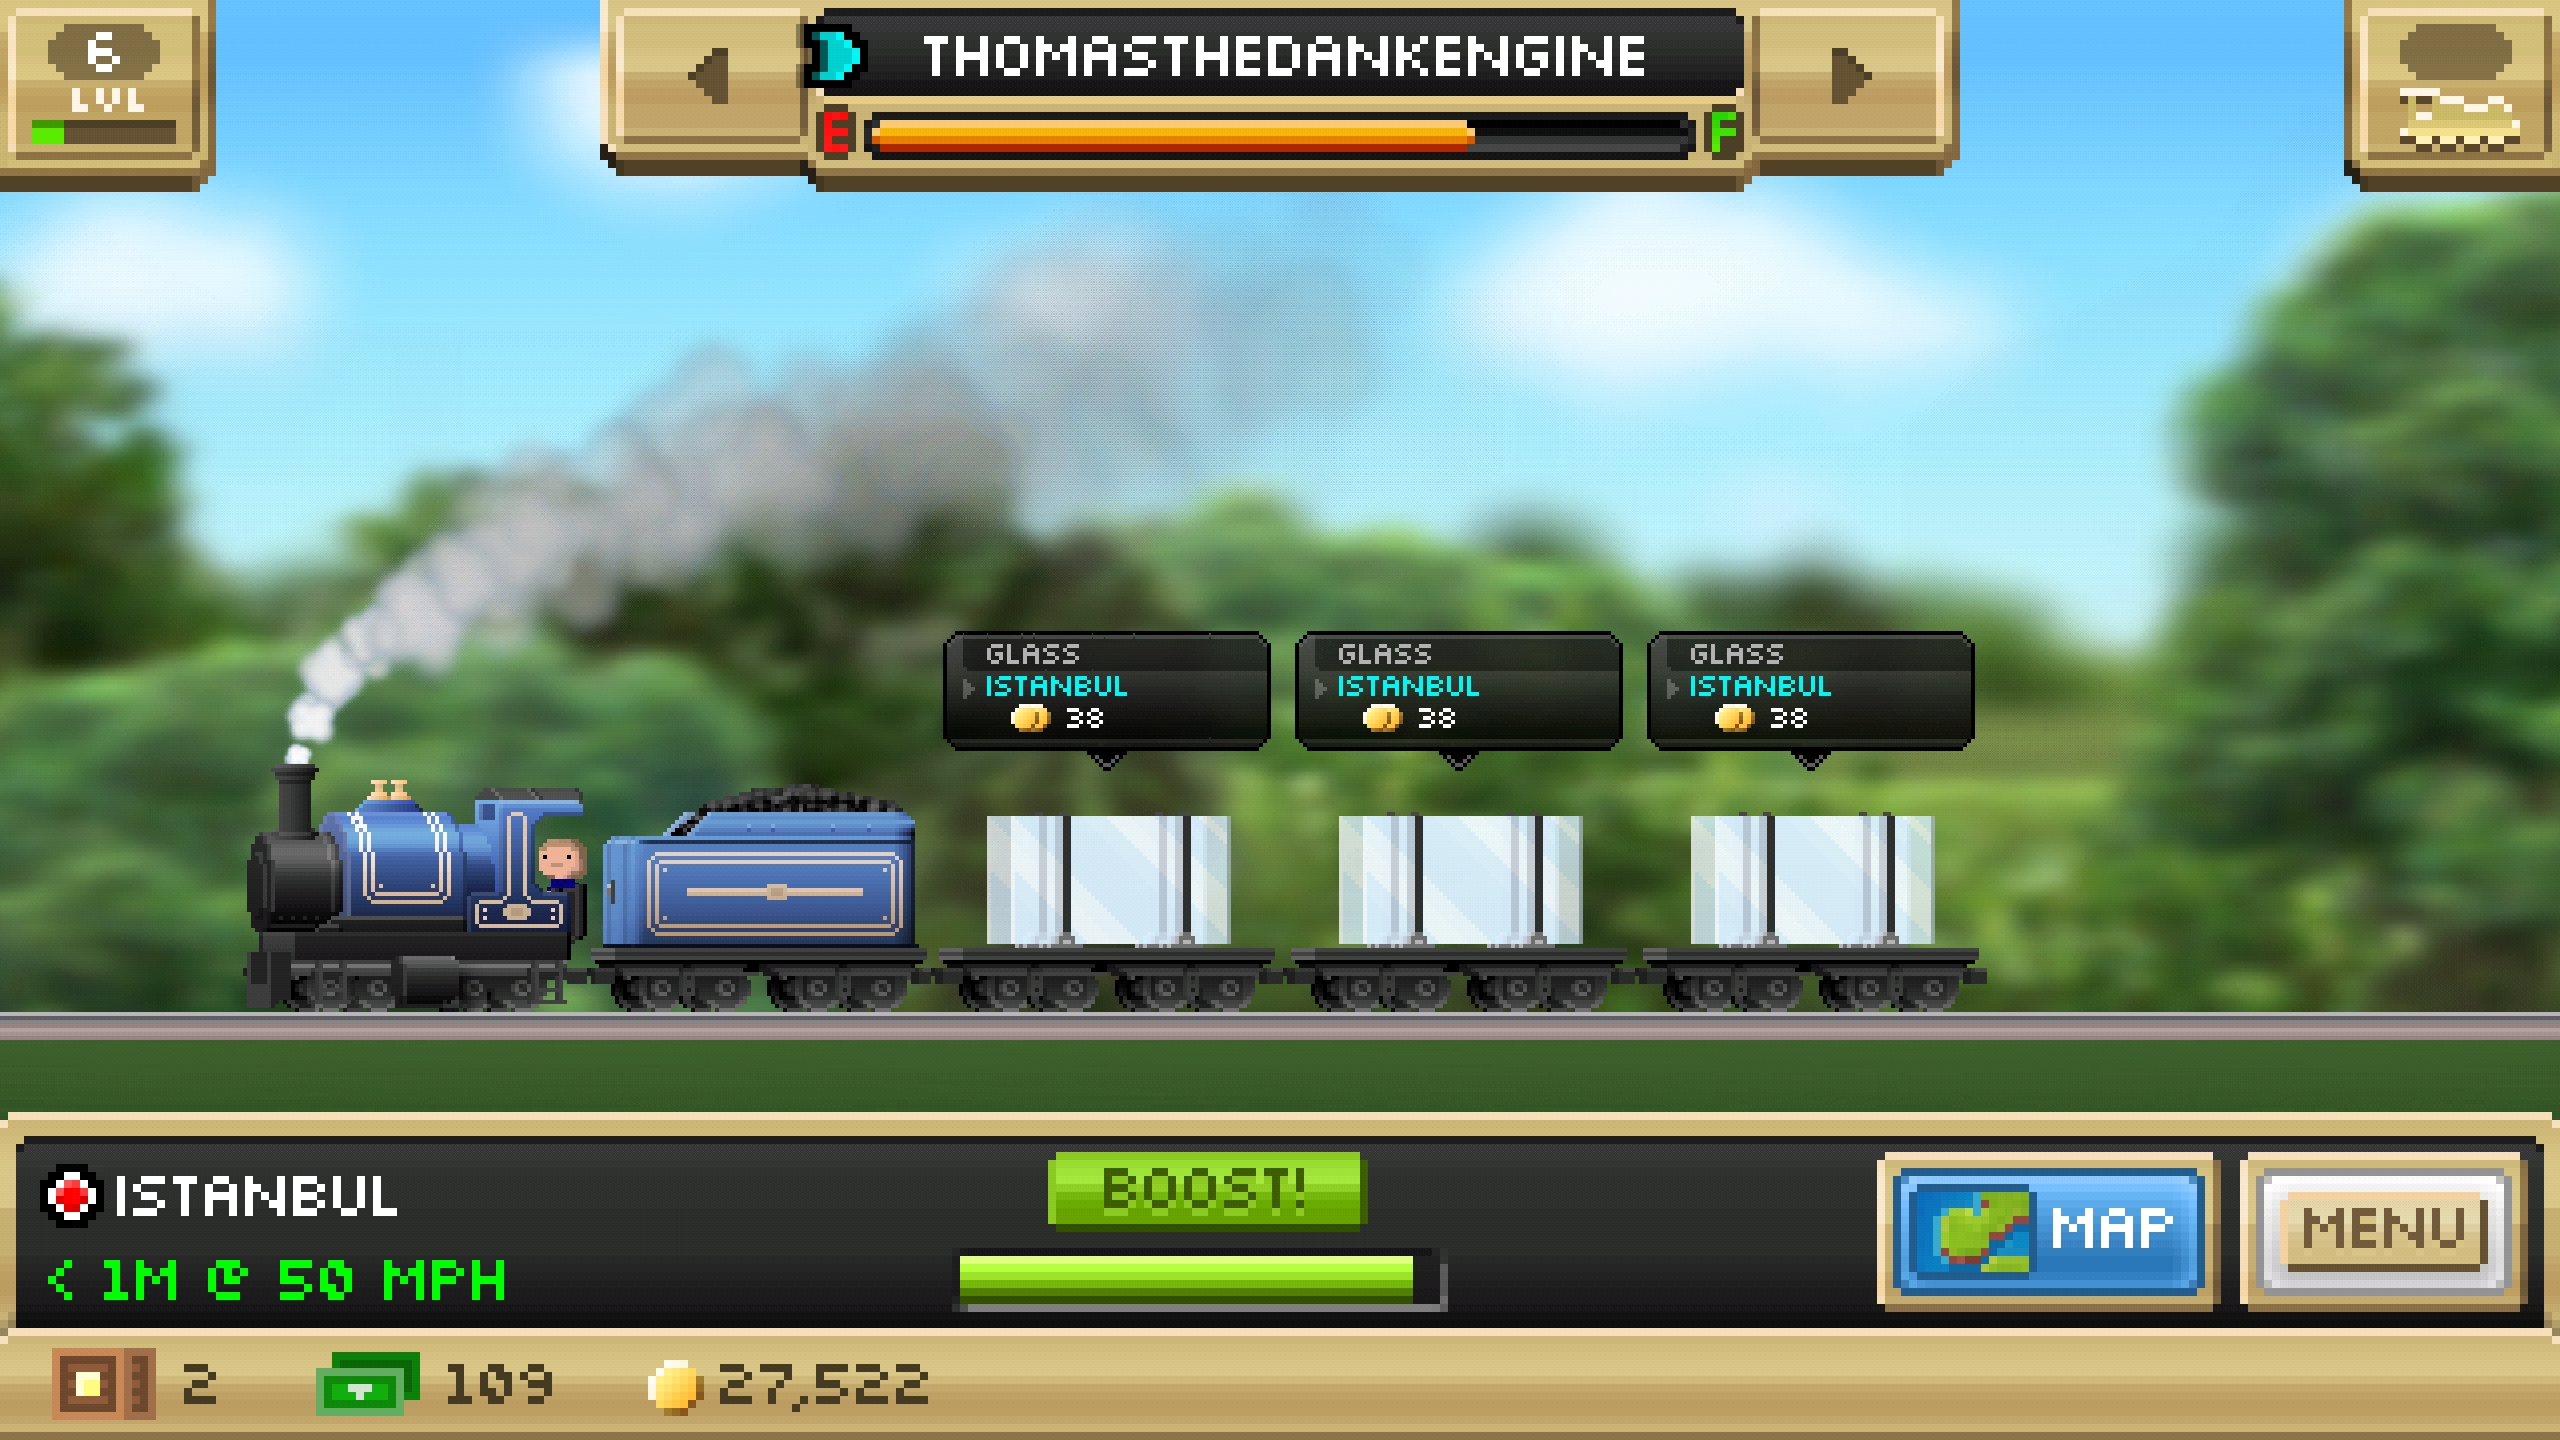 6
LVL
THOMASTHEDANKENGINE
E F
GLASS
ISTANBUL
38
GLASS
ISTANBUL
38
GLASS
ISTANBUL
38
ISTANBUL
< 1M @ 50 MPH
BOOST!
MAP
MENU
2 109 27,522